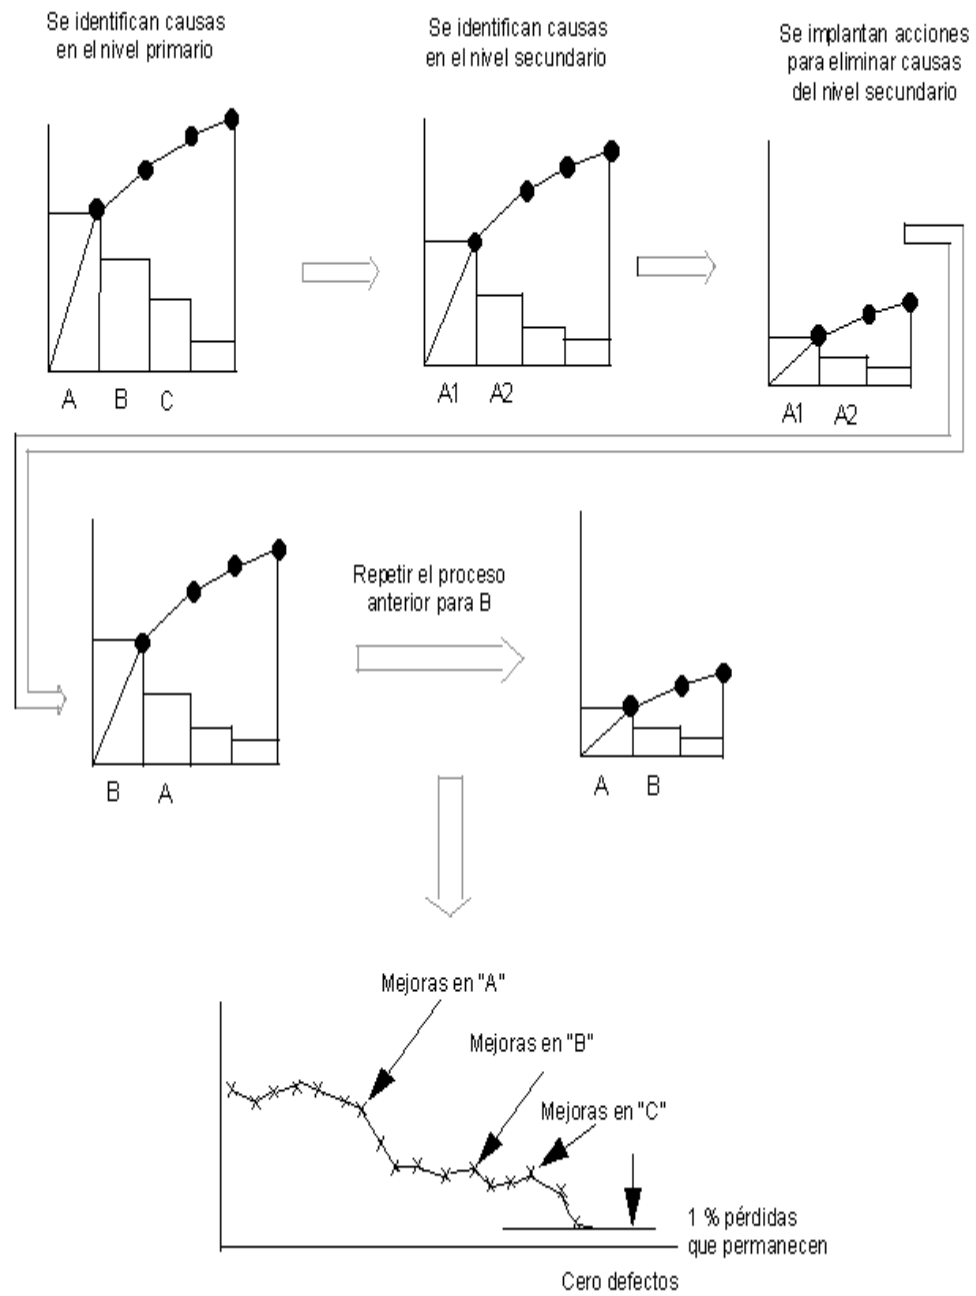 Se identifican causas
en el nivel primario
Se identifican causas
en el nivel secundario
Se implantan acciones
para eliminar causas
del nivel secundario
A B C
A1 A2
A1 A2
Repetir el proceso
anterior para B
B A
A B
Mejoras en "A"
Mejoras en "B"
Mejoras en "C"
1 % pérdidas
que permanecen
Cero defectos